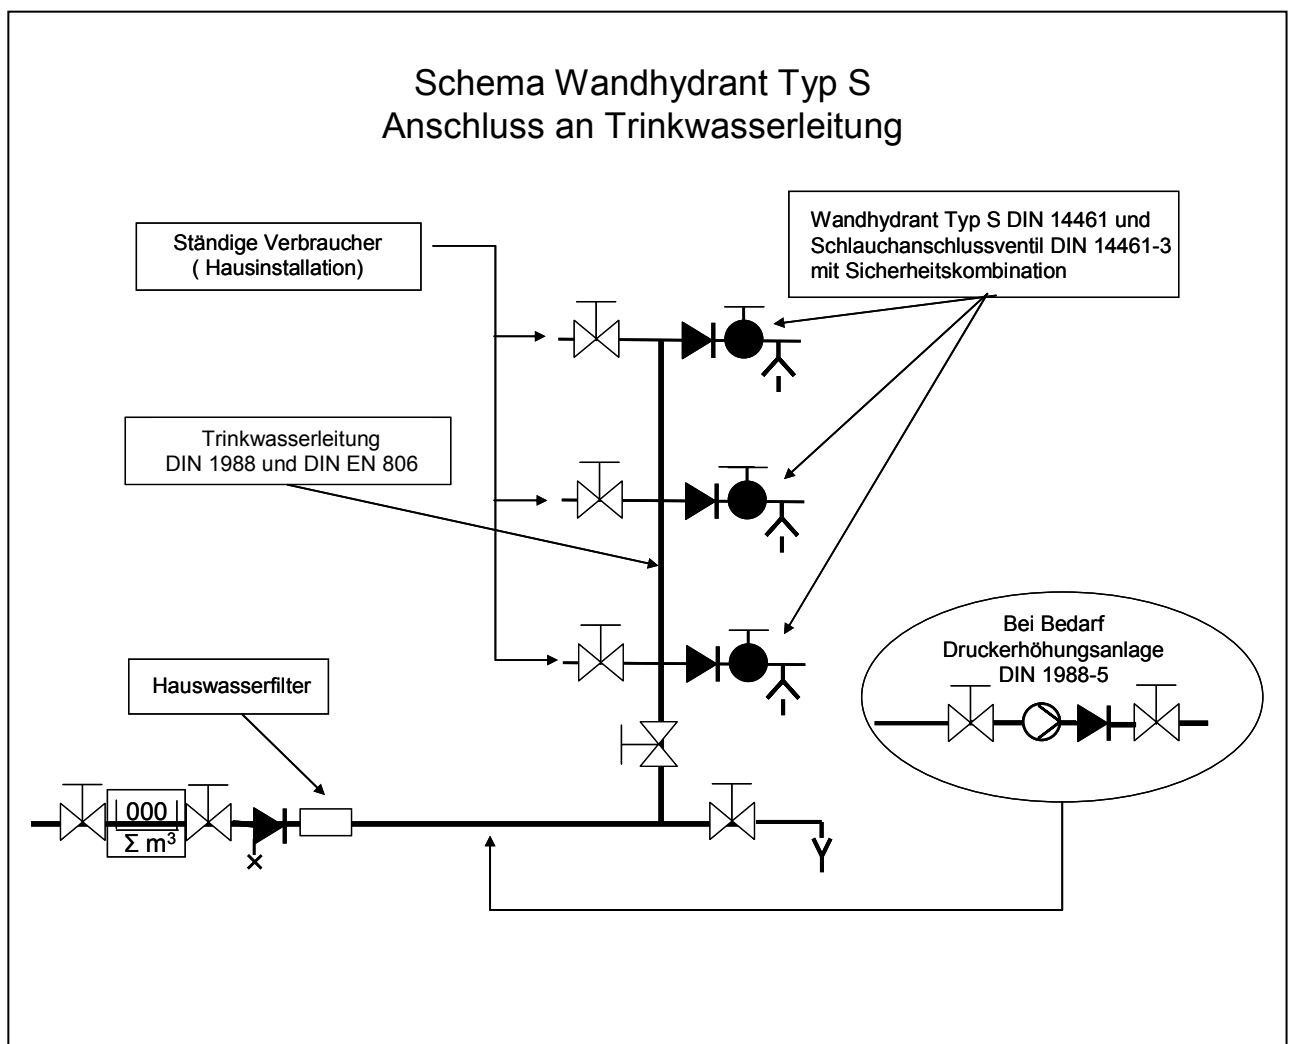 Schema Wandhydrant Typ S
Anschluss an Trinkwasserleitung
Ständige Verbraucher
( Hausinstallation)
Wandhydrant Typ S DIN 14461 und
Schlauchanschlussventil DIN 14461-3
mit Sicherheitskombination
Trinkwasserleitung
DIN 1988 und DIN EN 806
Bei Bedarf
Druckerhöhungsanlage
DIN 1988-5
Hauswasserfilter
000
Σ m³